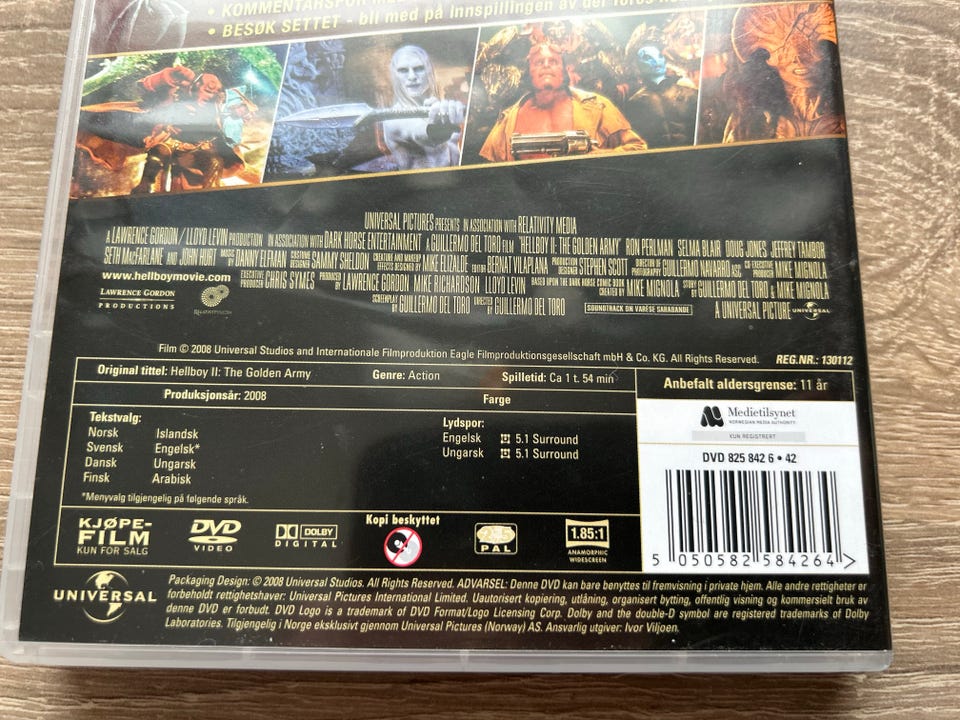 • KOMMENTARSPOR MED
• BESØK SETTET - bli med på innspillingen av del Toros
UNIVERSAL PICTURES PRESENTS IN ASSOCIATION WITH RELATIVITY MEDIA
A LAWRENCE GORDON / LLOYD LEVIN PRODUCTION IN ASSOCIATION WITH DARK HORSE ENTERTAINMENT A GUILLERMO DEL TORO FILM "HELLBOY II: THE GOLDEN ARMY" RON PERLMAN SELMA BLAIR DOUG JONES JEFFREY TAMBOR
SETH MACFARLANE AND JOHN HURT MUSIC BY DANNY ELFMAN COSTUME DESIGNER SAMMY SHELDON CREATURE AND MAKEUP EFFECTS DESIGNED BY MIKE ELIZALDE EDITOR BERNAT VILAPLANA PRODUCTION DESIGNER STEPHEN SCOTT DIRECTOR OF PHOTOGRAPHY GUILLERMO NAVARRO ASC CO-EXECUTIVE PRODUCER MIKE MIGNOLA
www.hellboymovie.com EXECUTIVE PRODUCER CHRIS SYMES PRODUCED BY LAWRENCE GORDON MIKE RICHARDSON LLOYD LEVIN BASED UPON THE DARK HORSE COMIC BOOK CREATED BY MIKE MIGNOLA STORY BY GUILLERMO DEL TORO & MIKE MIGNOLA
SCREENPLAY BY GUILLERMO DEL TORO DIRECTED BY GUILLERMO DEL TORO SOUNDTRACK ON VARÈSE SARABANDE A UNIVERSAL PICTURE UNIVERSAL
LAWRENCE GORDON
PRODUCTIONS
RELATIVITY MEDIA
Film © 2008 Universal Studios and Internationale Filmproduktion Eagle Filmproduktionsgesellschaft mbH & Co. KG. All Rights Reserved. REG.NR.: 130112
Original tittel: Hellboy II: The Golden Army Genre: Action Spilletid: Ca 1 t. 54 min
Anbefalt aldersgrense: 11 år
Produksjonsår: 2008 Farge
Medietilsynet
NORWEGIAN MEDIA AUTHORITY
KUN REGISTRERT
Tekstvalg:
Norsk Islandsk
Svensk Engelsk*
Dansk Ungarsk
Finsk Arabisk
*Menyvalg tilgjengelig på følgende språk.
Lydspor:
Engelsk 5.1 Surround
Ungarsk 5.1 Surround
DVD 825 842 6 • 42
5 050582 584264 >
KJØPE-
FILM
KUN FOR SALG
DVD
VIDEO
DOLBY
DIGITAL
Kopi beskyttet
PAL
1.85:1
ANAMORPHIC
WIDESCREEN
UNIVERSAL
Packaging Design: © 2008 Universal Studios. All Rights Reserved. ADVARSEL: Denne DVD kan bare benyttes til fremvisning i private hjem. Alle andre rettigheter er
forbeholdt rettighetshaver: Universal Pictures International Limited. Uautorisert kopiering, utlåning, organisert bytting, offentlig visning og kommersielt bruk av
denne DVD er forbudt. DVD Logo is a trademark of DVD Format/Logo Licensing Corp. Dolby and the double-D symbol are registered trademarks of Dolby
Laboratories. Tilgjengelig i Norge eksklusivt gjennom Universal Pictures (Norway) AS. Ansvarlig utgiver: Ivor Viljoen.